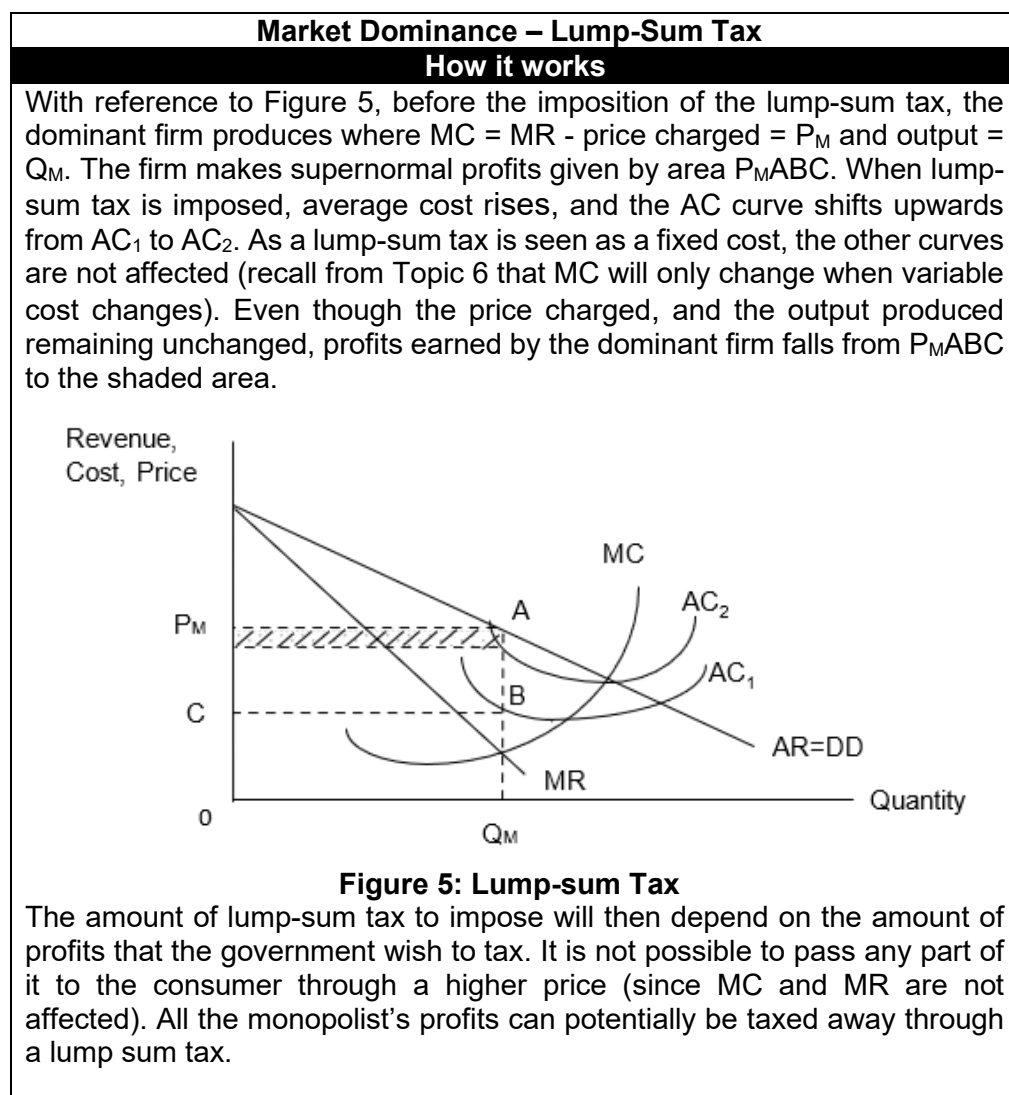 Market Dominance – Lump-Sum Tax
How it works
With reference to Figure 5, before the imposition of the lump-sum tax, the
dominant firm produces where MC = MR - price charged = PM and output =
QM. The firm makes supernormal profits given by area PMABC. When lump-
sum tax is imposed, average cost rises, and the AC curve shifts upwards
from AC1 to AC2. As a lump-sum tax is seen as a fixed cost, the other curves
are not affected (recall from Topic 6 that MC will only change when variable
cost changes). Even though the price charged, and the output produced
remaining unchanged, profits earned by the dominant firm falls from PMABC
to the shaded area.
Revenue,
Cost, Price
MC
AC2
A
PM
AC1
B
C
AR=DD
MR
Quantity
0
QM
Figure 5: Lump-sum Tax
The amount of lump-sum tax to impose will then depend on the amount of
profits that the government wish to tax. It is not possible to pass any part of
it to the consumer through a higher price (since MC and MR are not
affected). All the monopolist’s profits can potentially be taxed away through
a lump sum tax.